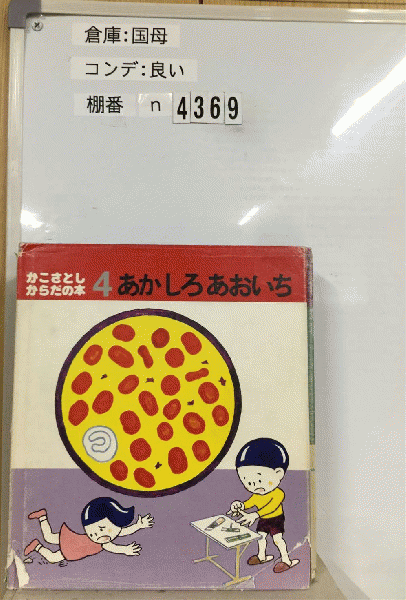 倉庫:国母
コンデ:良い
棚番 n 4369
かこさとし
からだの本
4 あかしろあおいち